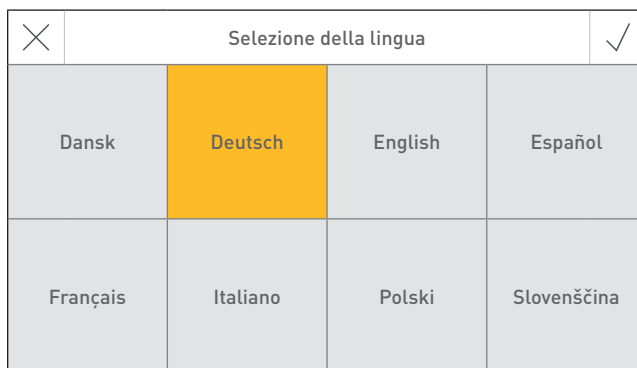 Selezione della lingua
Dansk
Deutsch
English
Español
Français
Italiano
Polski
Slovenščina